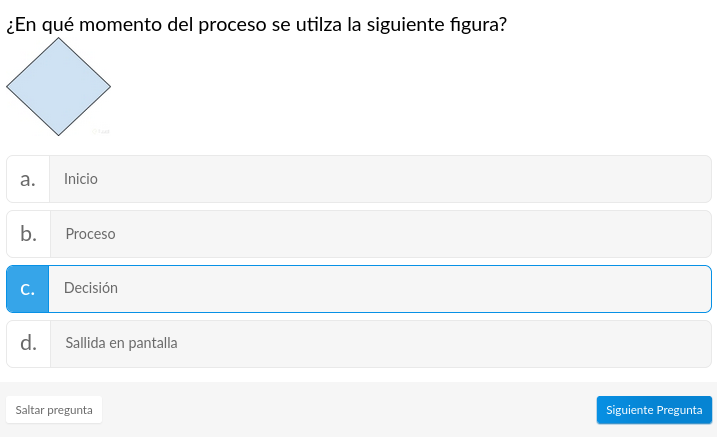 ¿En qué momento del proceso se utilza la siguiente figura?
a. Inicio
b. Proceso
c. Decisión
d. Sallida en pantalla
Saltar pregunta
Siguiente Pregunta